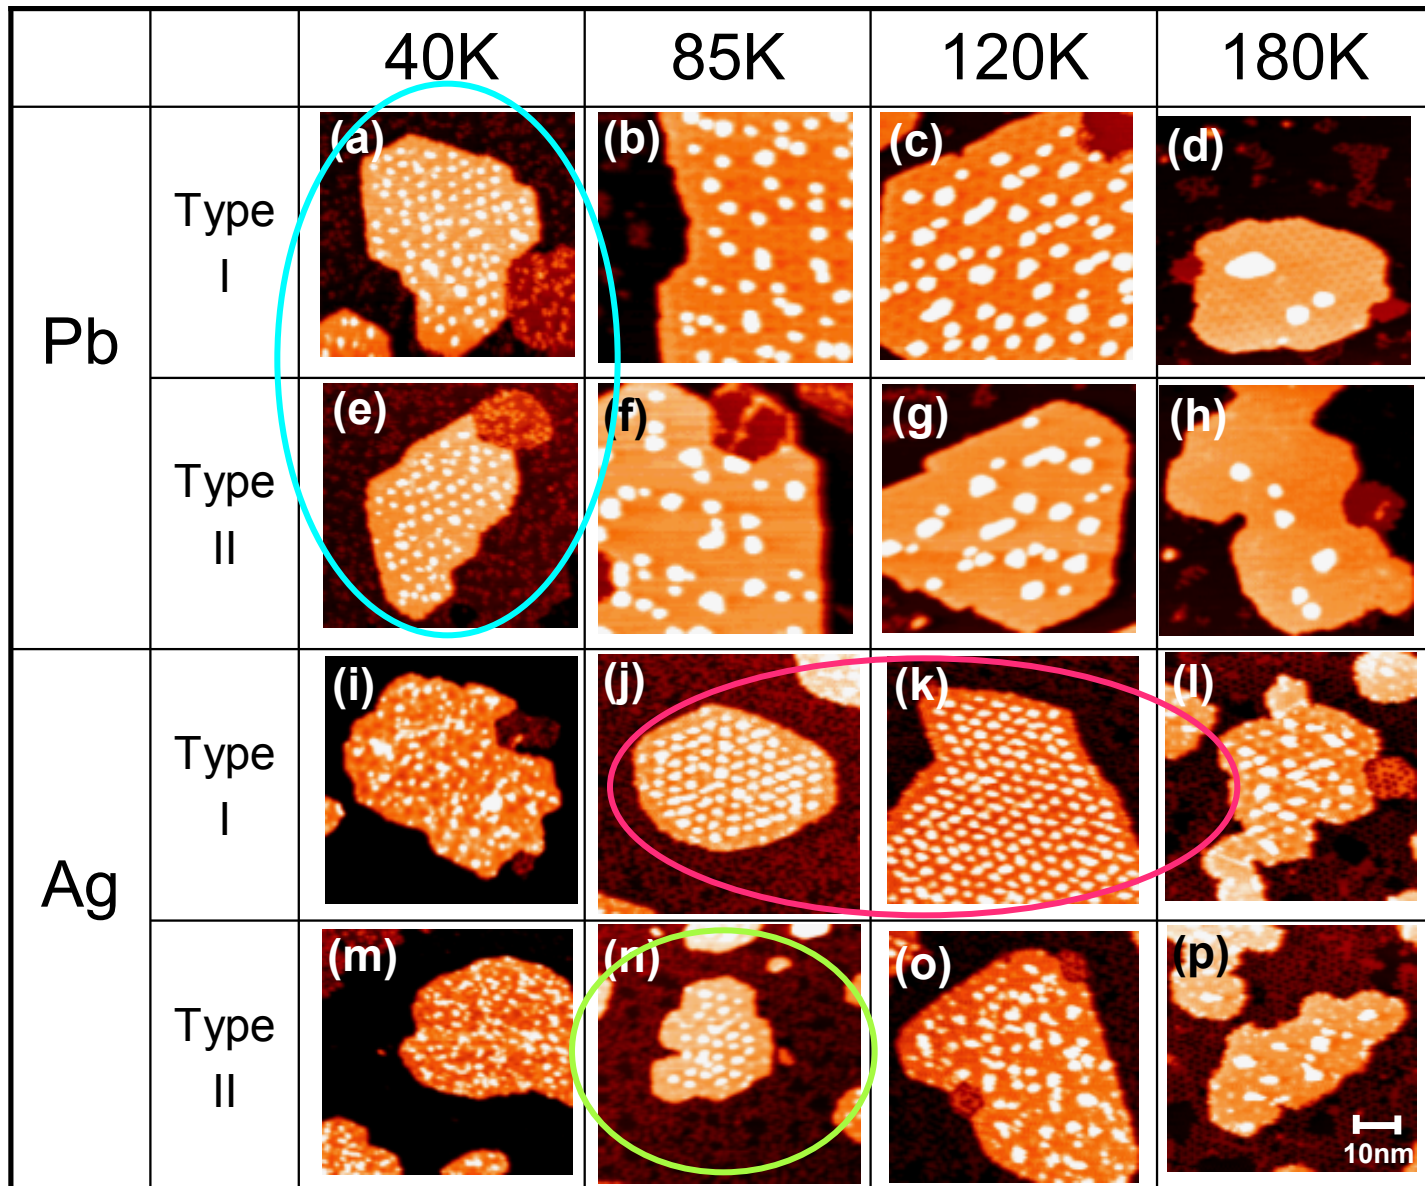 40K 85K 120K 180K
Pb
Type
I
(a) (b) (c) (d)
Type
II
(e) (f) (g) (h)
Ag
Type
I
(i) (j) (k) (l)
Type
II
(m) (n) (o) (p)
10nm